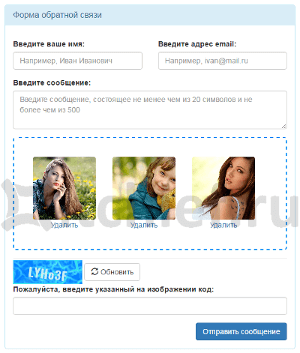 Форма обратной связи
Введите ваше имя: Введите адрес email:
Например, Иван Иванович Например, ivan@mail.ru
Введите сообщение:
Введите сообщение, состоящее не менее чем из 20 символов и не
более чем из 500
Удалить Удалить Удалить
LYHo3F Обновить
Пожалуйста, введите указанный на изображении код:
Отправить сообщение